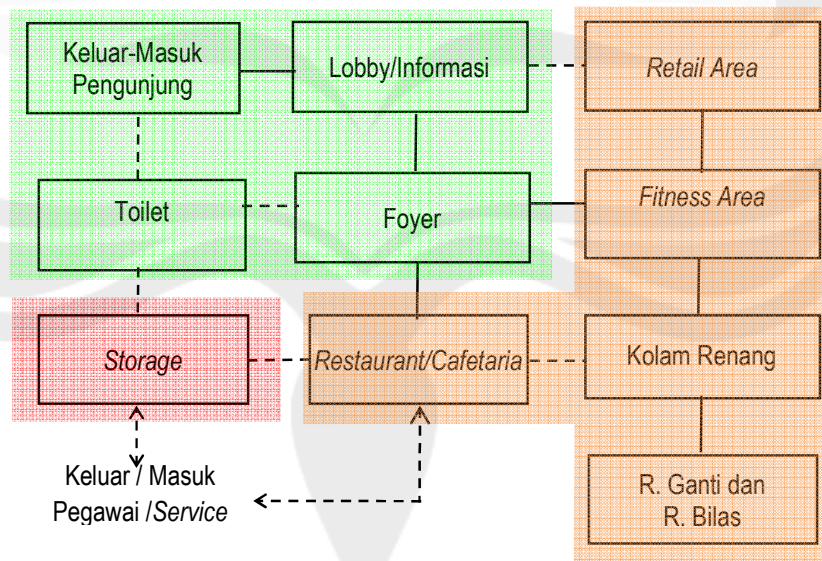 Keluar-Masuk
Pengunjung
Lobby/Informasi
Retail Area
Toilet
Foyer
Fitness Area
Storage
Restaurant/Cafetaria
Kolam Renang
Keluar / Masuk
Pegawai /Service
R. Ganti dan
R. Bilas